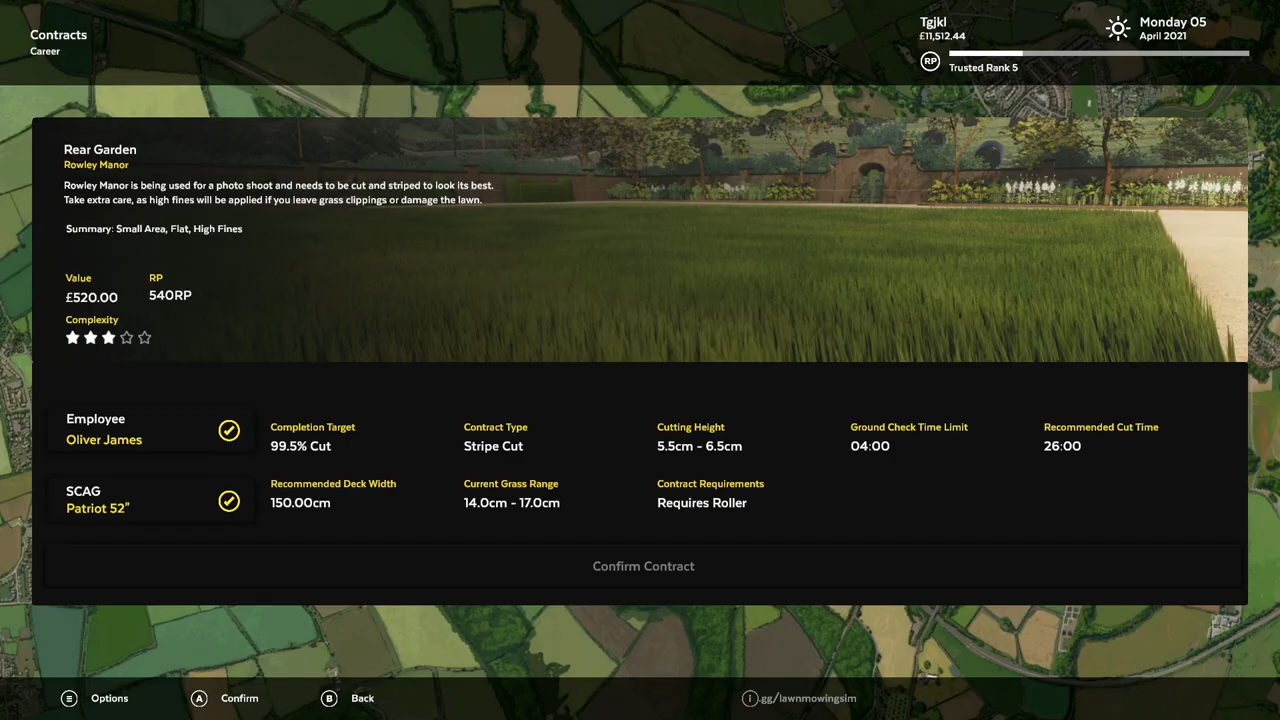 Contracts
Career
Tgjkl
£11,512.44
Monday 05
April 2021
RP
Trusted Rank 5
Rear Garden
Rowley Manor
Rowley Manor is being used for a photo shoot and needs to be cut and striped to look its best.
Take extra care, as high fines will be applied if you leave grass clippings or damage the lawn.
Summary: Small Area, Flat, High Fines
Value
RP
£520.00
540RP
Complexity
Employee
Oliver James
Completion Target
Contract Type
Cutting Height
Ground Check Time Limit
Recommended Cut Time
99.5% Cut
Stripe Cut
5.5cm - 6.5cm
04:00
26:00
SCAG
Patriot 52"
Recommended Deck Width
Current Grass Range
Contract Requirements
150.00cm
14.0cm - 17.0cm
Requires Roller
Confirm Contract
Options
A
Confirm
B
Back
i
.gg/lawnmowingsim